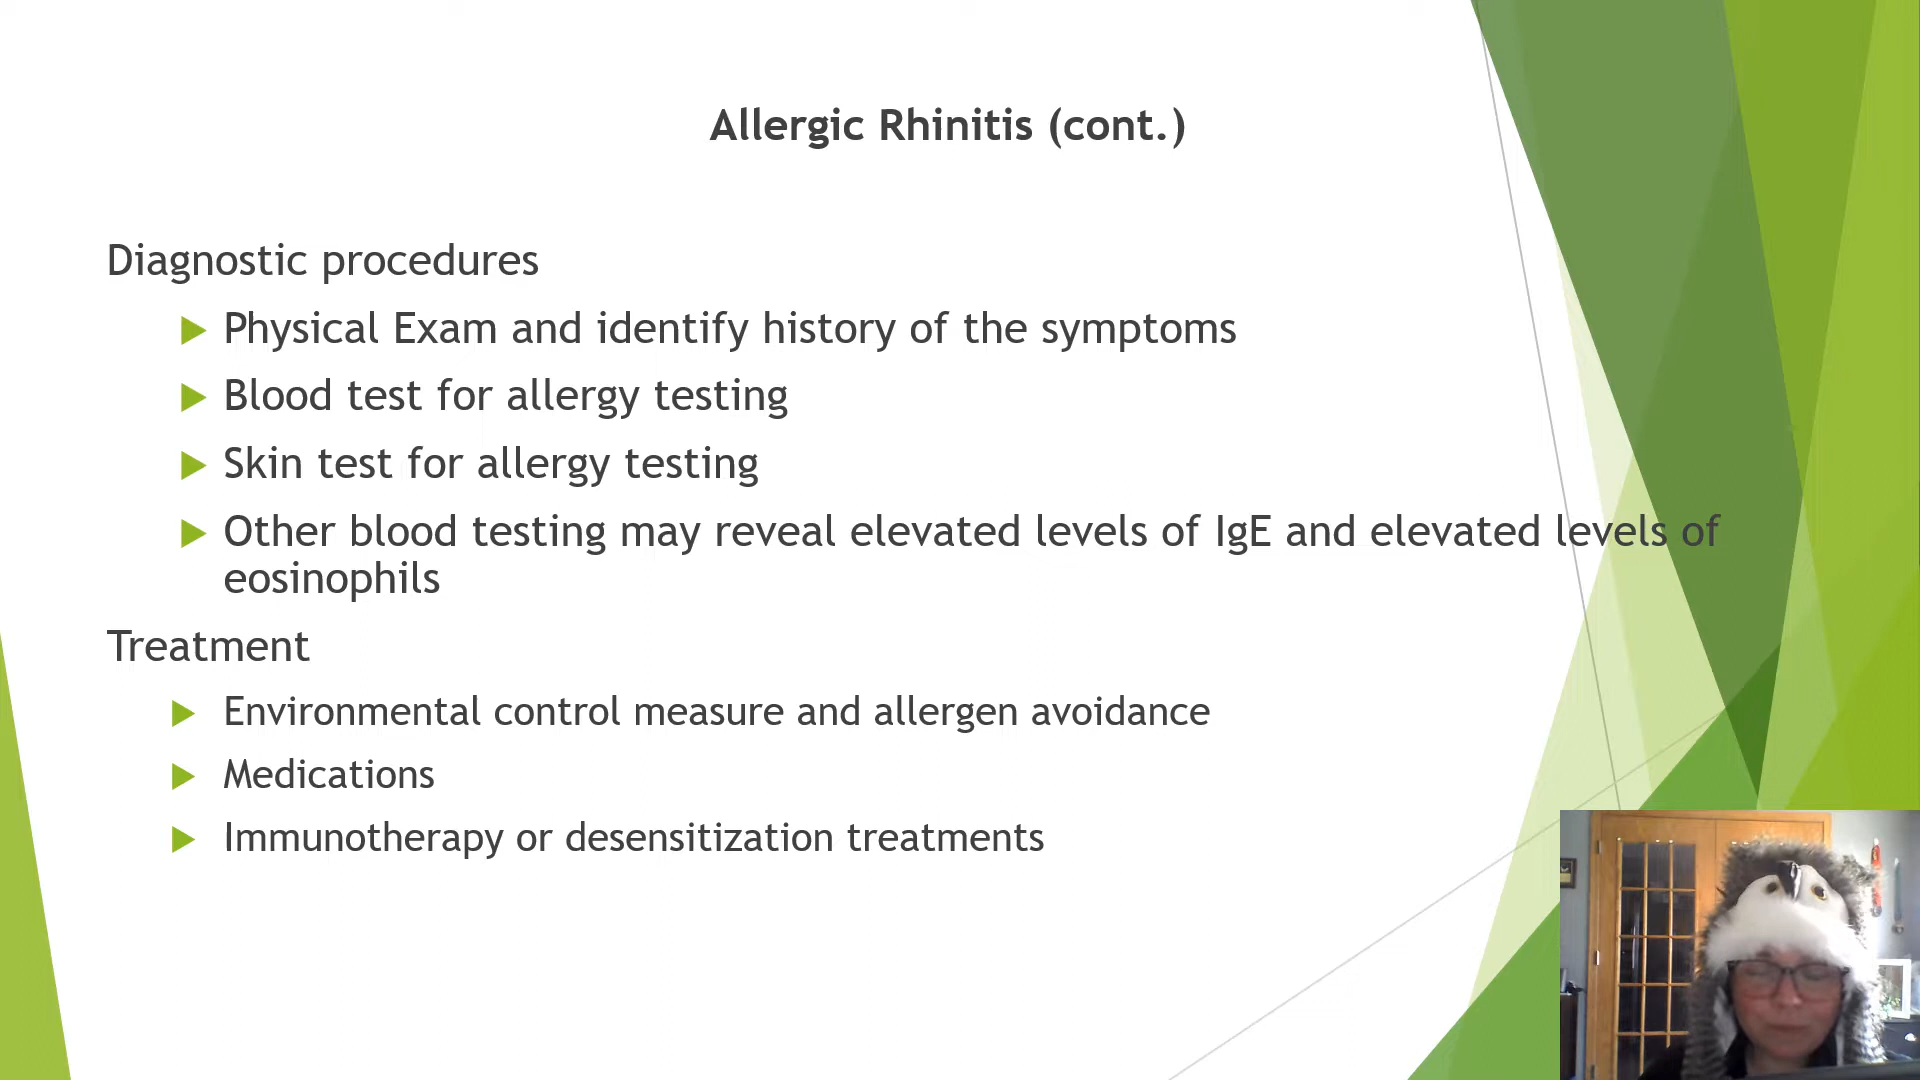 Allergic Rhinitis (cont.)
Diagnostic procedures
Physical Exam and identify history of the symptoms
Blood test for allergy testing
Skin test for allergy testing
Other blood testing may reveal elevated levels of IgE and elevated levels of
eosinophils
Treatment
Environmental control measure and allergen avoidance
Medications
Immunotherapy or desensitization treatments